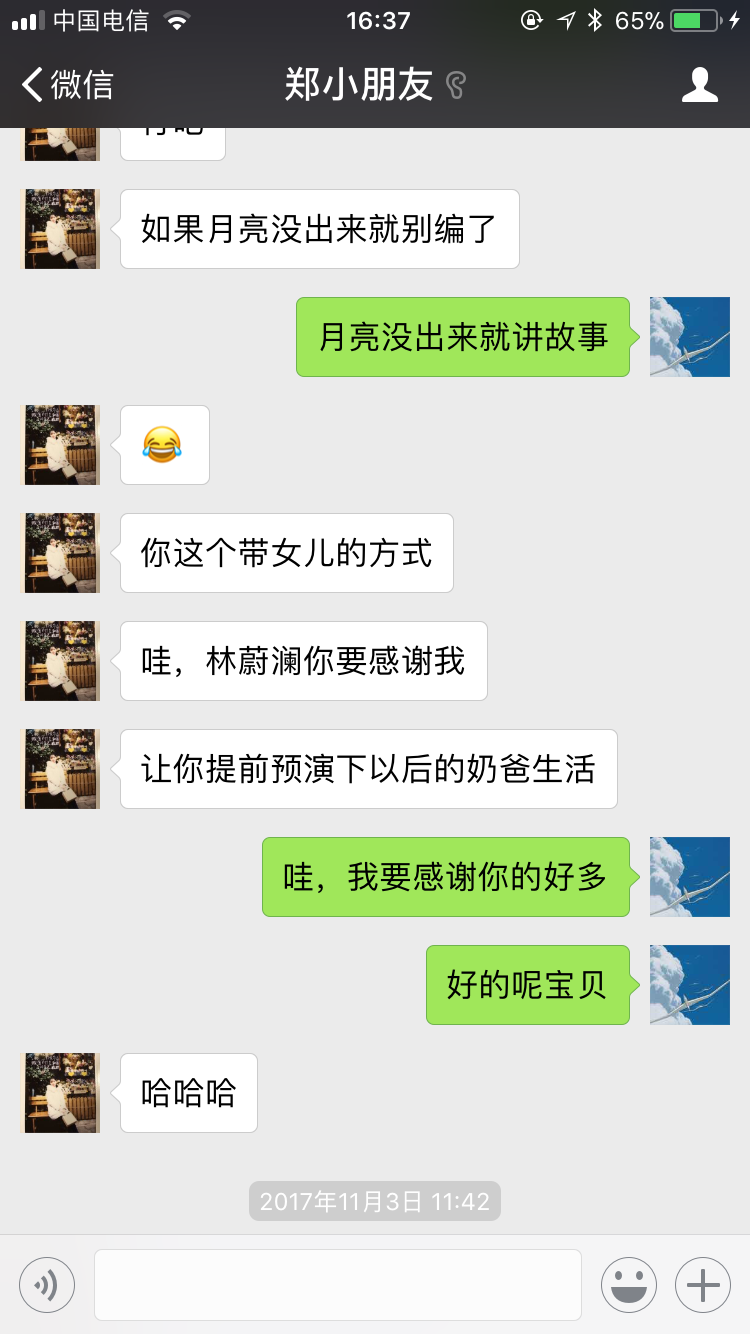 中国电信
16:37
65%
微信
郑小朋友
如果月亮没出来就别编了
月亮没出来就讲故事
你这个带女儿的方式
哇，林蔚澜你要感谢我
让你提前预演下以后的奶爸生活
哇，我要感谢你的好多
好的呢宝贝
哈哈哈
2017年11月3日 11:42